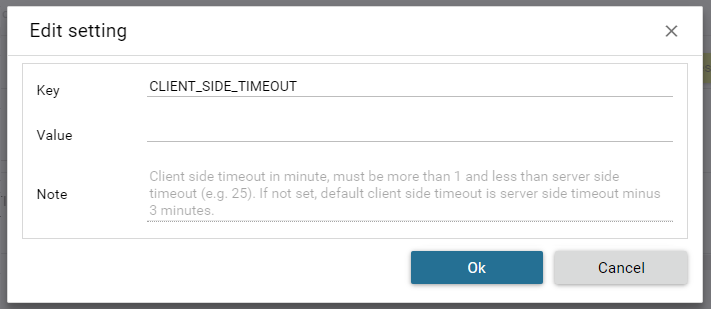 Edit setting
Key
CLIENT_SIDE_TIMEOUT
Value
Note
Client side timeout in minute, must be more than 1 and less than server side
timeout (e.g. 25). If not set, default client side timeout is server side timeout minus
3 minutes.
Ok
Cancel